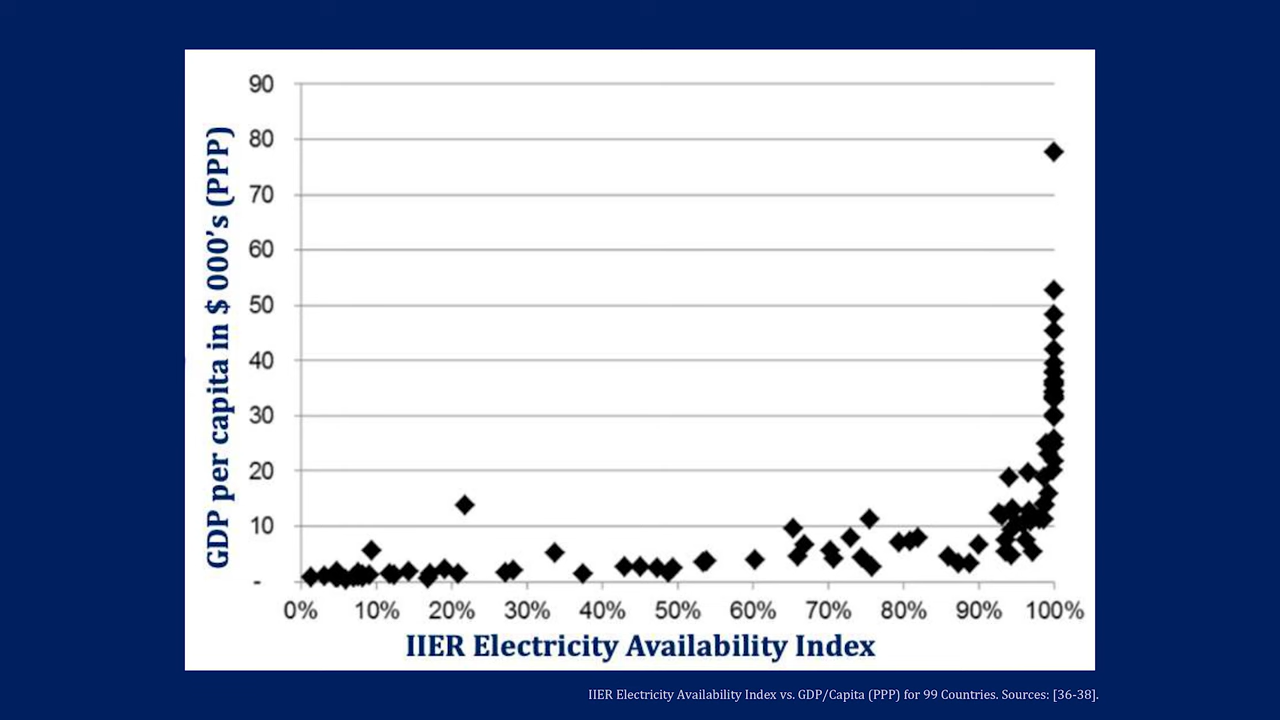 90
80
70
60
50
40
30
20
10
-
GDP per capita in $ 000's (PPP)
0% 10% 20% 30% 40% 50% 60% 70% 80% 90% 100%
IIER Electricity Availability Index
IIER Electricity Availability Index vs. GDP/Capita (PPP) for 99 Countries. Sources: [36-38].